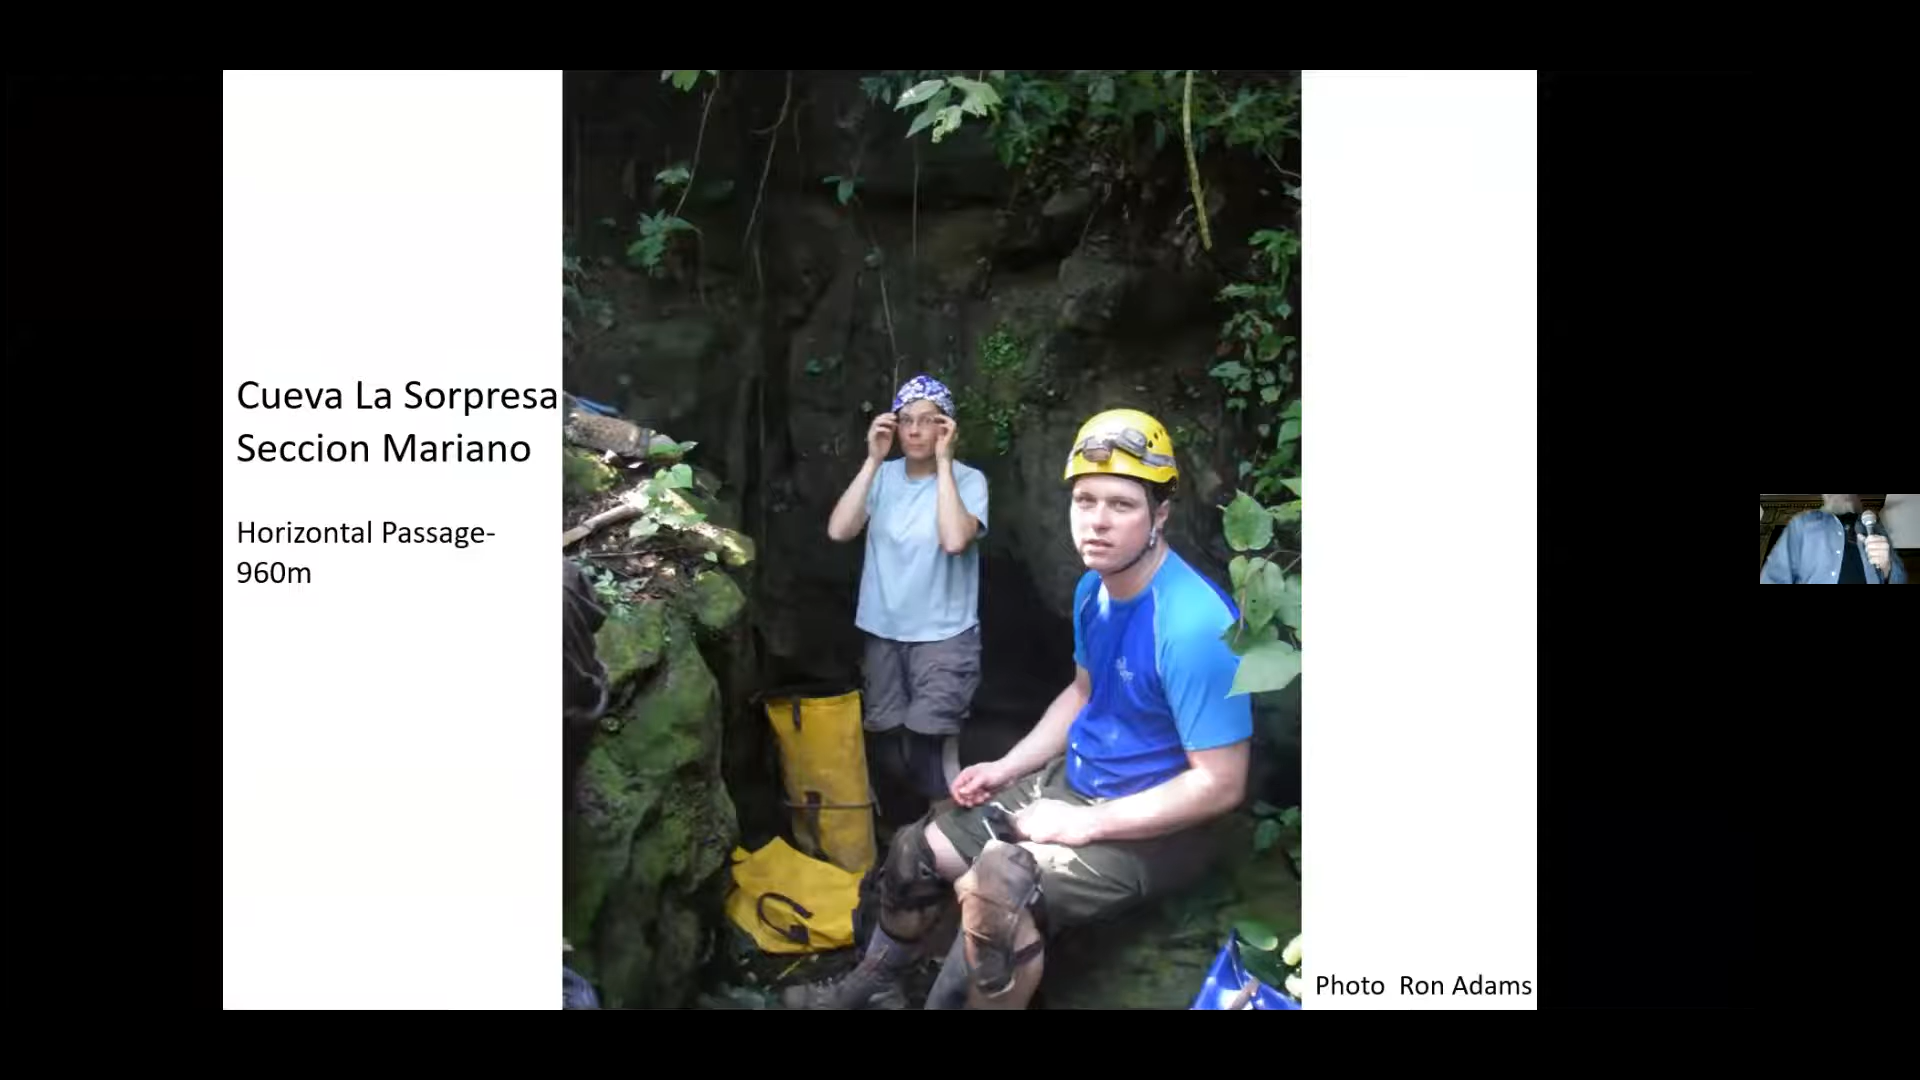 Cueva La Sorpresa
Seccion Mariano
Horizontal Passage-
960m
Photo  Ron Adams